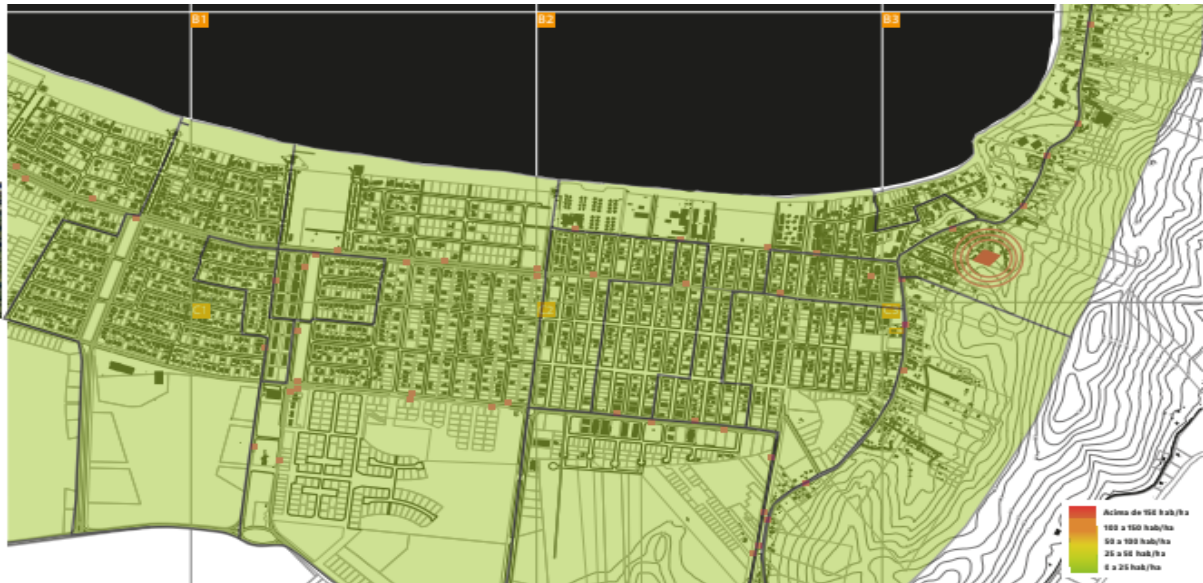 B1
B2
B3
C1
C2
Acima de 150 hab/ha
100 a 150 hab/ha
50 a 100 hab/ha
25 a 50 hab/ha
0 a 25 hab/ha